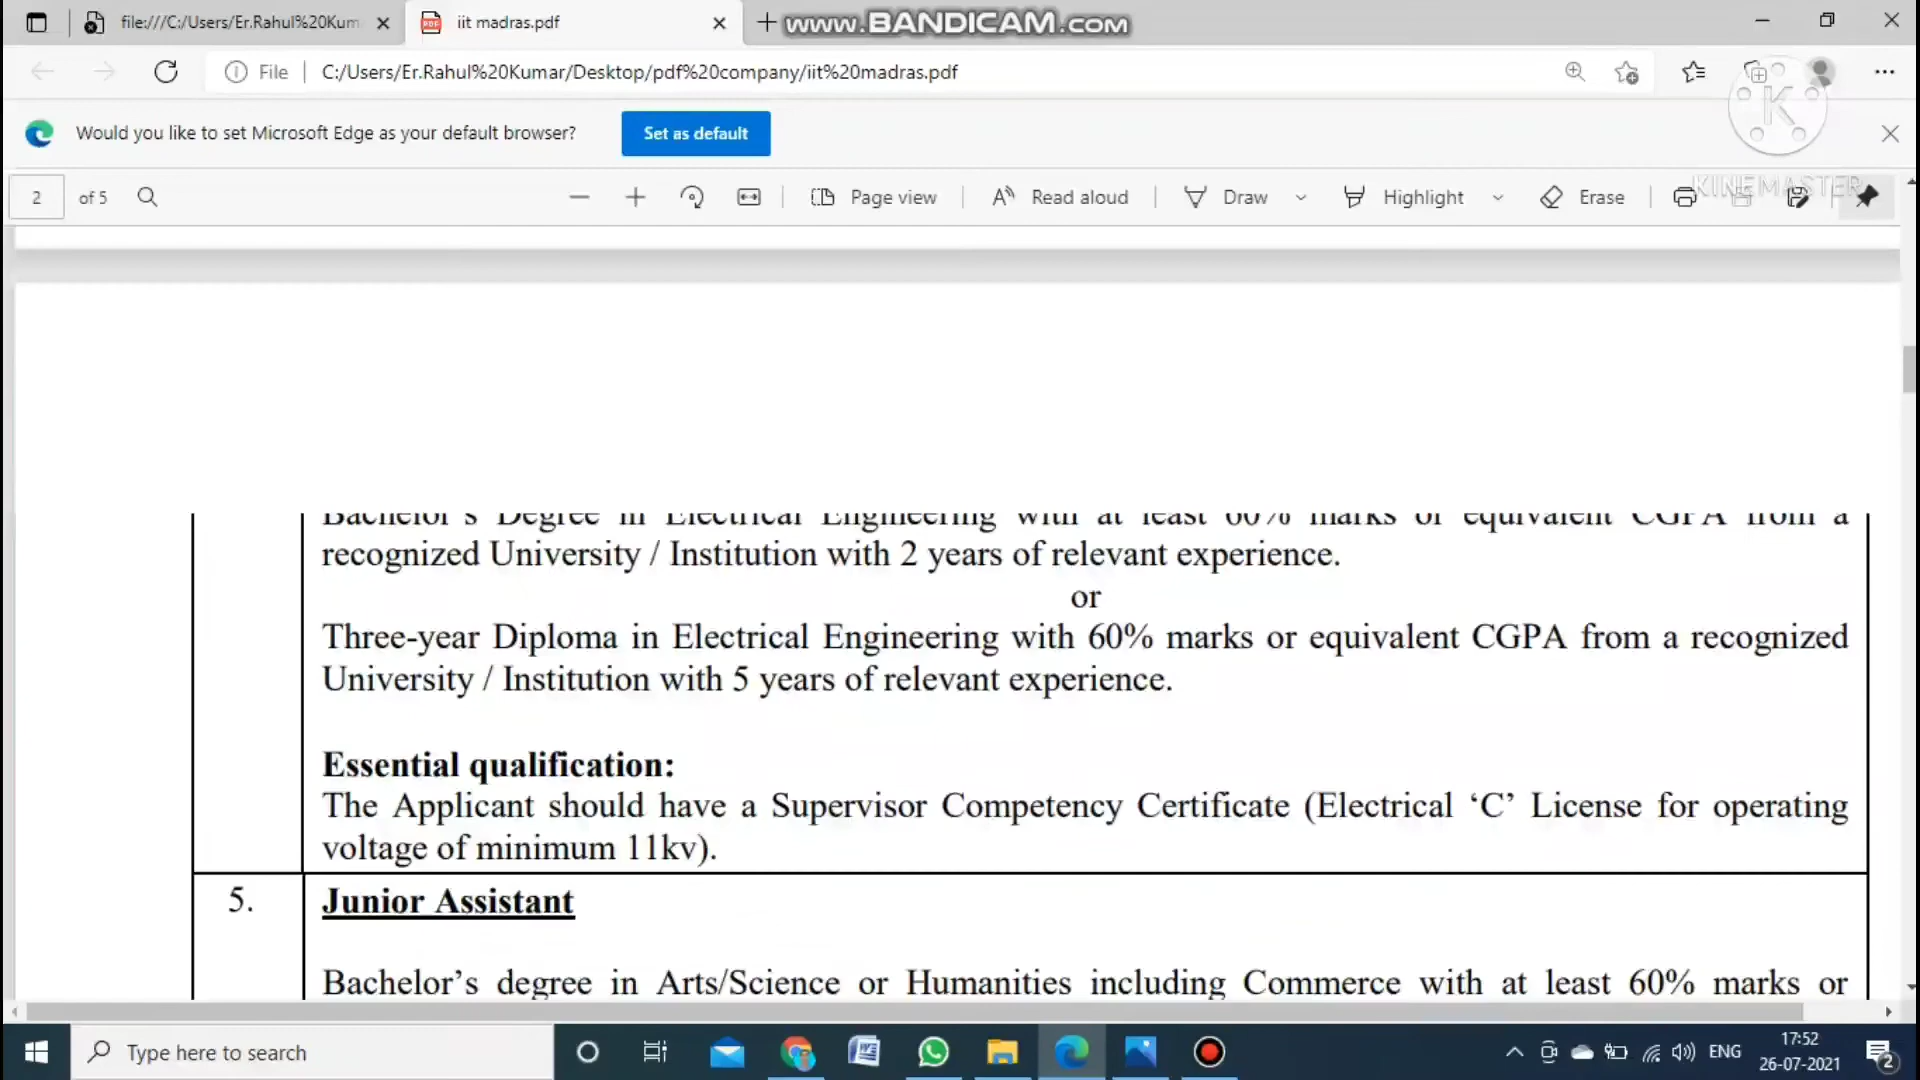 file:///C:/Users/Er.Rahul%20Kum
iit madras.pdf
www.BANDICAM.com
File
C:/Users/Er.Rahul%20Kumar/Desktop/pdf%20company/iit%20madras.pdf
K
Would you like to set Microsoft Edge as your default browser?
Set as default
KINEMASTER
2 of 5
Page view
Read aloud
Draw
Highlight
Erase
Bachelor's Degree in Electrical Engineering with at least 60% marks or equivalent CGPA from a
recognized University / Institution with 2 years of relevant experience.
or
Three-year Diploma in Electrical Engineering with 60% marks or equivalent CGPA from a recognized
University / Institution with 5 years of relevant experience.
Essential qualification:
The Applicant should have a Supervisor Competency Certificate (Electrical ‘C’ License for operating
voltage of minimum 11kv).
5. Junior Assistant
Bachelor’s degree in Arts/Science or Humanities including Commerce with at least 60% marks or
Type here to search
ENG
17:52
26-07-2021
2